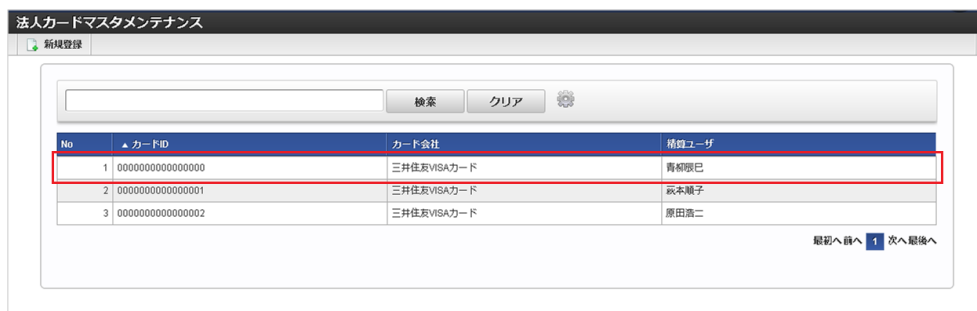 法人カードマスタメンテナンス
新規登録
検索 クリア
No ▲ カードID カード会社 精算ユーザ
1 0000000000000000 三井住友VISAカード 青柳辰巳
2 0000000000000001 三井住友VISAカード 萩本順子
3 0000000000000002 三井住友VISAカード 原田浩二
最初へ 前へ 1 次へ 最後へ